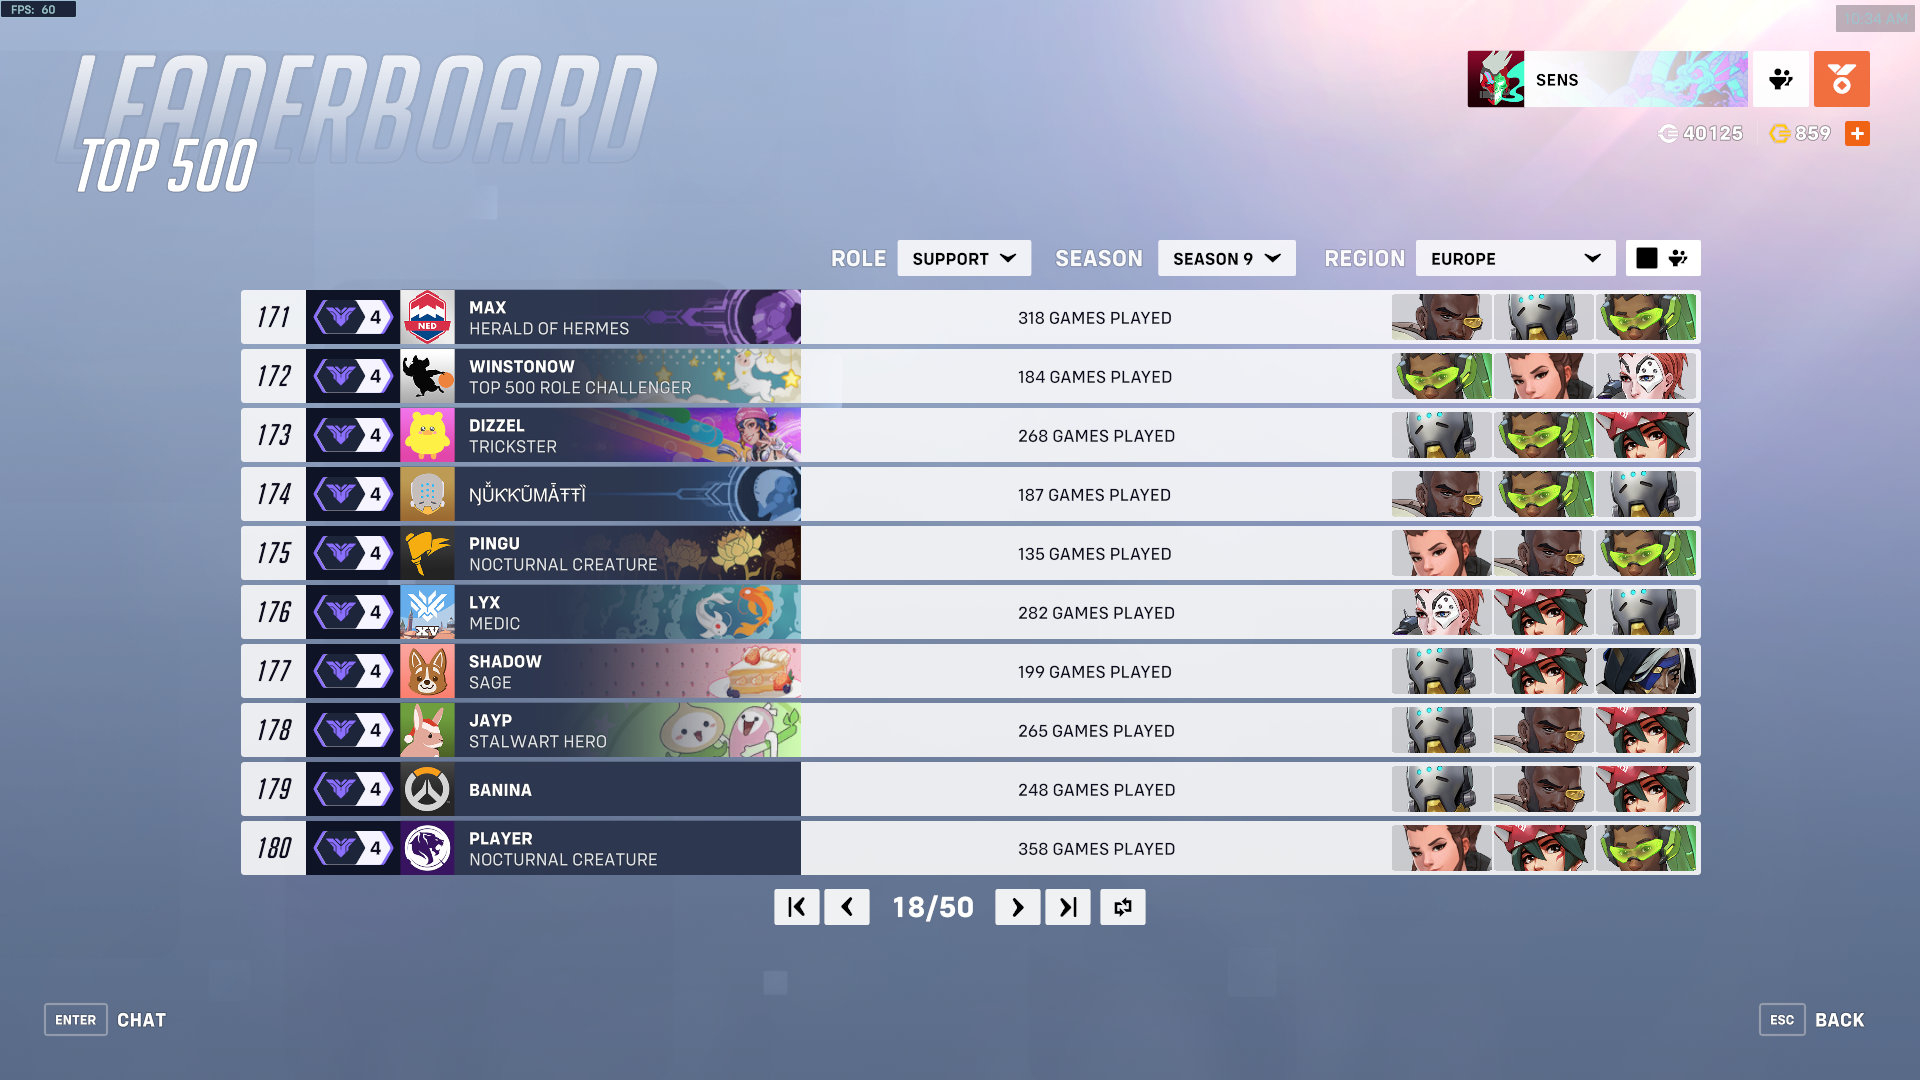 FPS: 60
10:34 AM
LEADERBOARD
TOP 500
SENS
40125
859
ROLE SUPPORT SEASON SEASON 9 REGION EUROPE
171 4 NED MAX
HERALD OF HERMES
318 GAMES PLAYED
172 4 WINSTONOW
TOP 500 ROLE CHALLENGER
184 GAMES PLAYED
173 4 DIZZEL
TRICKSTER
268 GAMES PLAYED
174 4
187 GAMES PLAYED
175 4 PINGU
NOCTURNAL CREATURE
135 GAMES PLAYED
176 4 XV LYX
MEDIC
282 GAMES PLAYED
177 4 SHADOW
SAGE
199 GAMES PLAYED
178 4 JAYP
STALWART HERO
265 GAMES PLAYED
179 4 BANINA
248 GAMES PLAYED
180 4 PLAYER
NOCTURNAL CREATURE
358 GAMES PLAYED
18/50
ENTER CHAT
ESC BACK